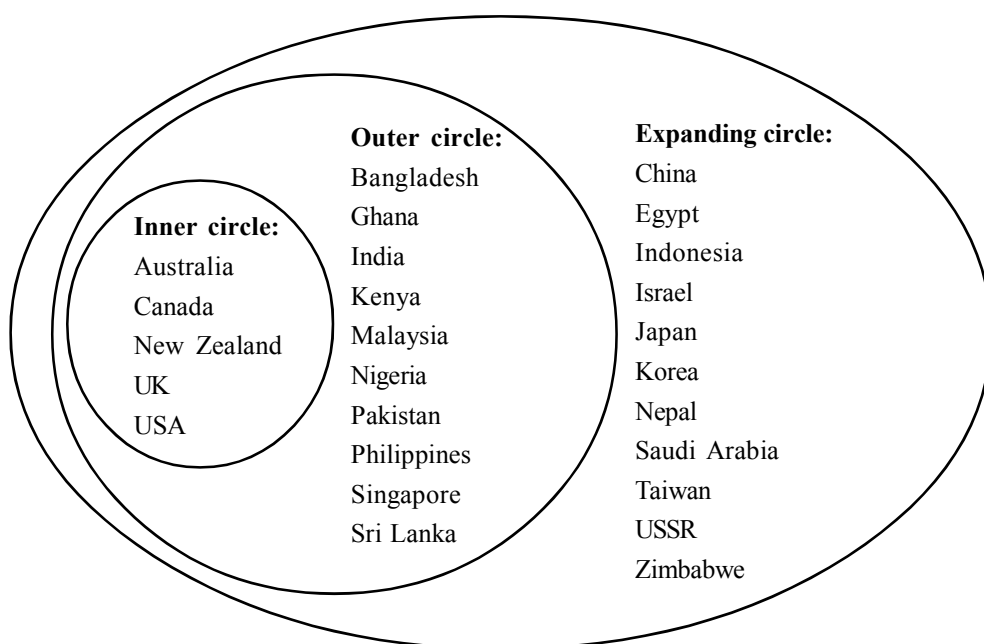 Inner circle:
Australia
Canada
New Zealand
UK
USA
Outer circle:
Bangladesh
Ghana
India
Kenya
Malaysia
Nigeria
Pakistan
Philippines
Singapore
Sri Lanka
Expanding circle:
China
Egypt
Indonesia
Israel
Japan
Korea
Nepal
Saudi Arabia
Taiwan
USSR
Zimbabwe